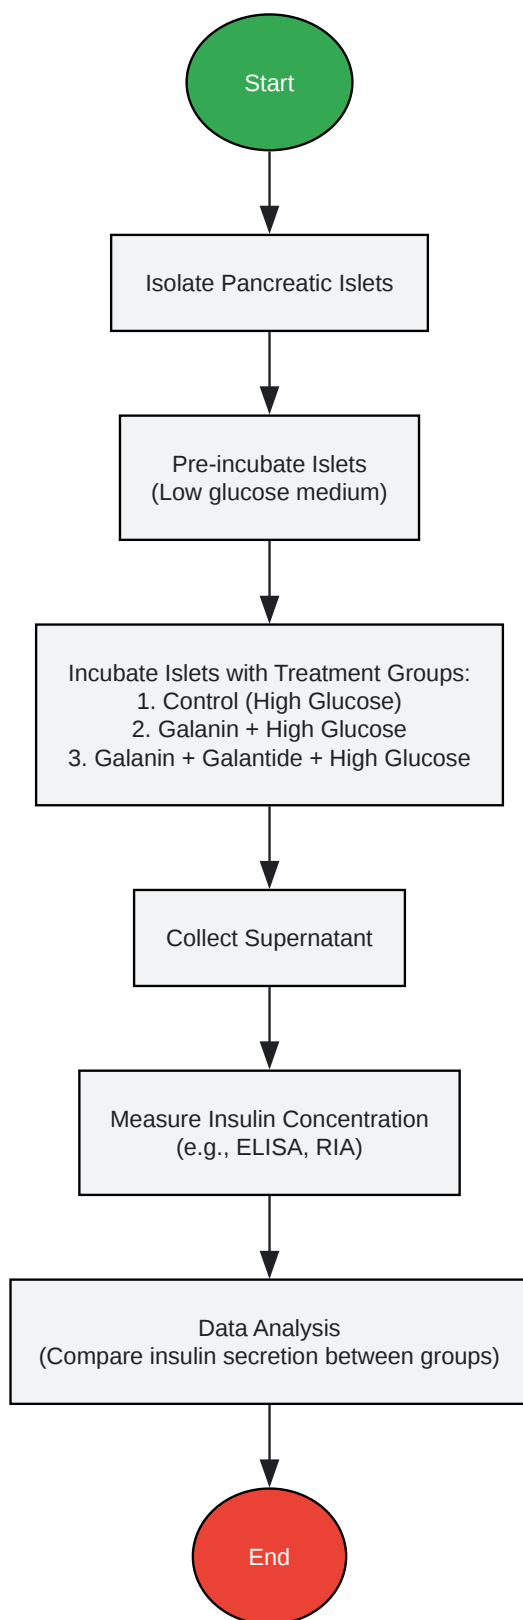 Start
Isolate Pancreatic Islets
Pre-incubate Islets
(Low glucose medium)
Incubate Islets with Treatment Groups:
1. Control (High Glucose)
2. Galanin + High Glucose
3. Galanin + Galantide + High Glucose
Collect Supernatant
Measure Insulin Concentration
(e.g., ELISA, RIA)
Data Analysis
(Compare insulin secretion between groups)
End